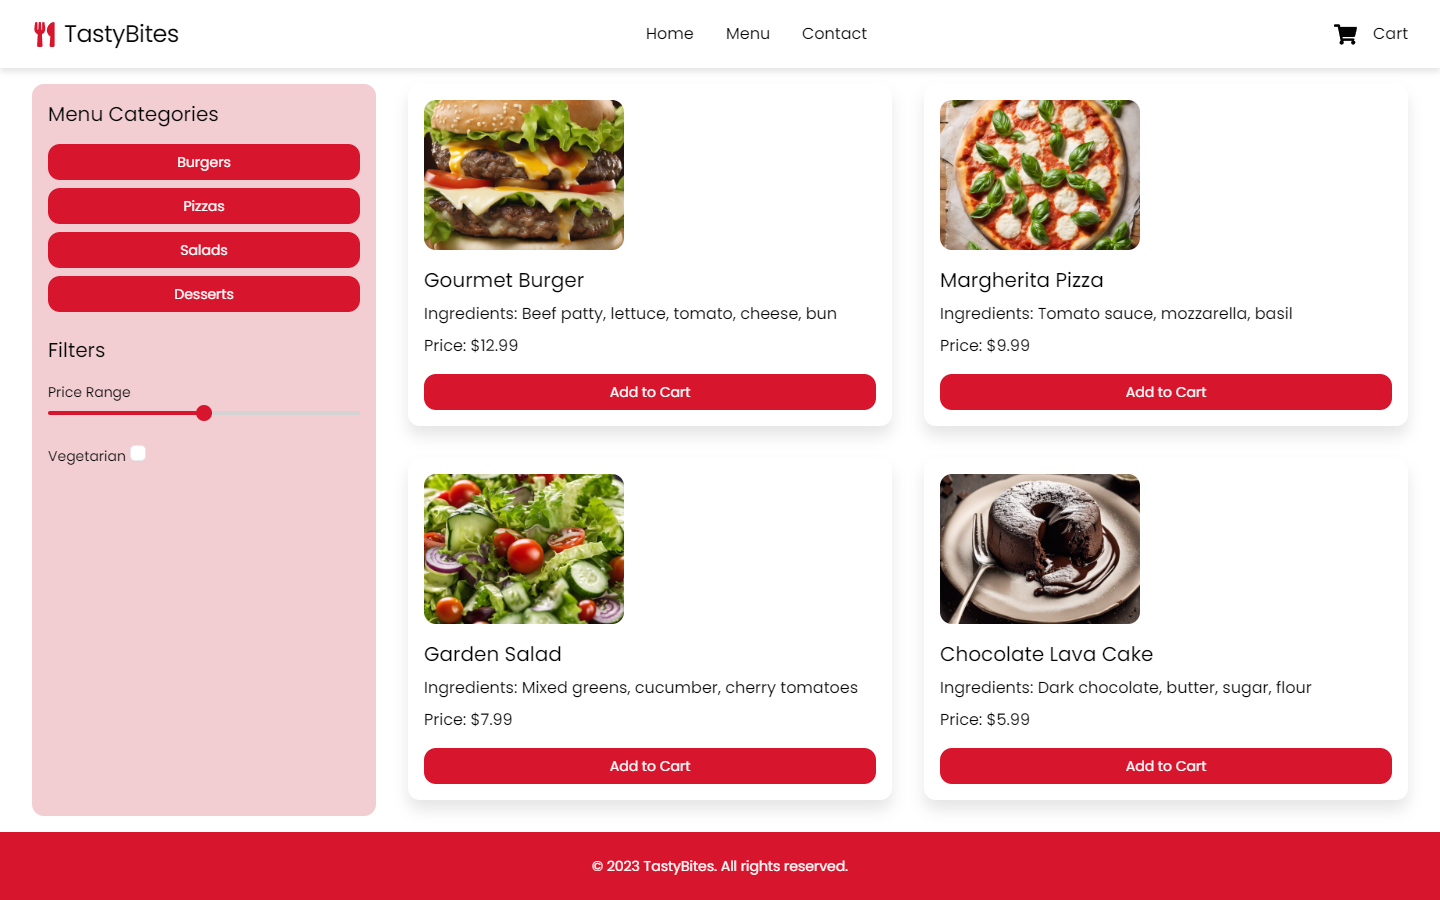 TastyBites
Home
Menu
Contact
Cart
Menu Categories
Burgers
Pizzas
Salads
Desserts
Filters
Price Range
Vegetarian
Gourmet Burger
Ingredients: Beef patty, lettuce, tomato, cheese, bun
Price: $12.99
Add to Cart
Margherita Pizza
Ingredients: Tomato sauce, mozzarella, basil
Price: $9.99
Add to Cart
Garden Salad
Ingredients: Mixed greens, cucumber, cherry tomatoes
Price: $7.99
Add to Cart
Chocolate Lava Cake
Ingredients: Dark chocolate, butter, sugar, flour
Price: $5.99
Add to Cart
© 2023 TastyBites. All rights reserved.